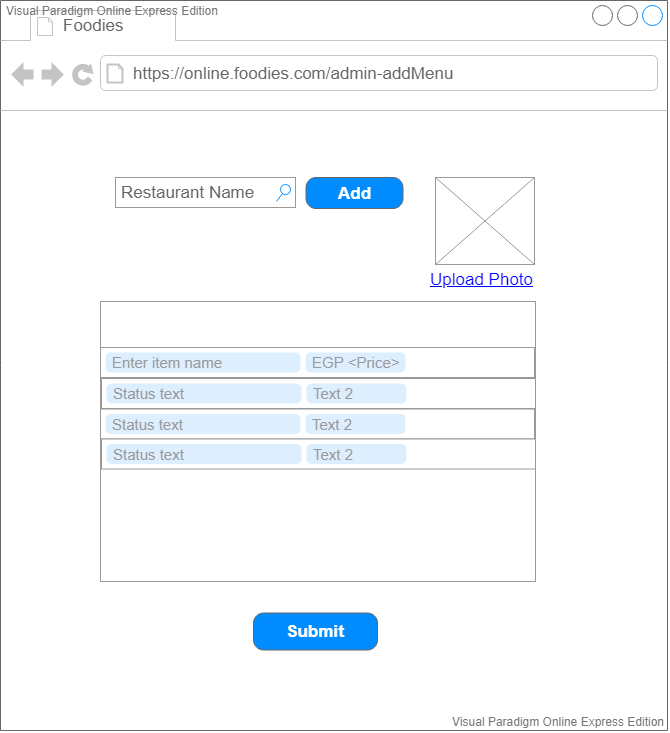 Visual Paradigm Online Express Edition
Foodies
https://online.foodies.com/admin-addMenu
Restaurant Name
Add
Upload Photo
Enter item name EGP <Price>
Status text Text 2
Status text Text 2
Status text Text 2
Submit
Visual Paradigm Online Express Edition